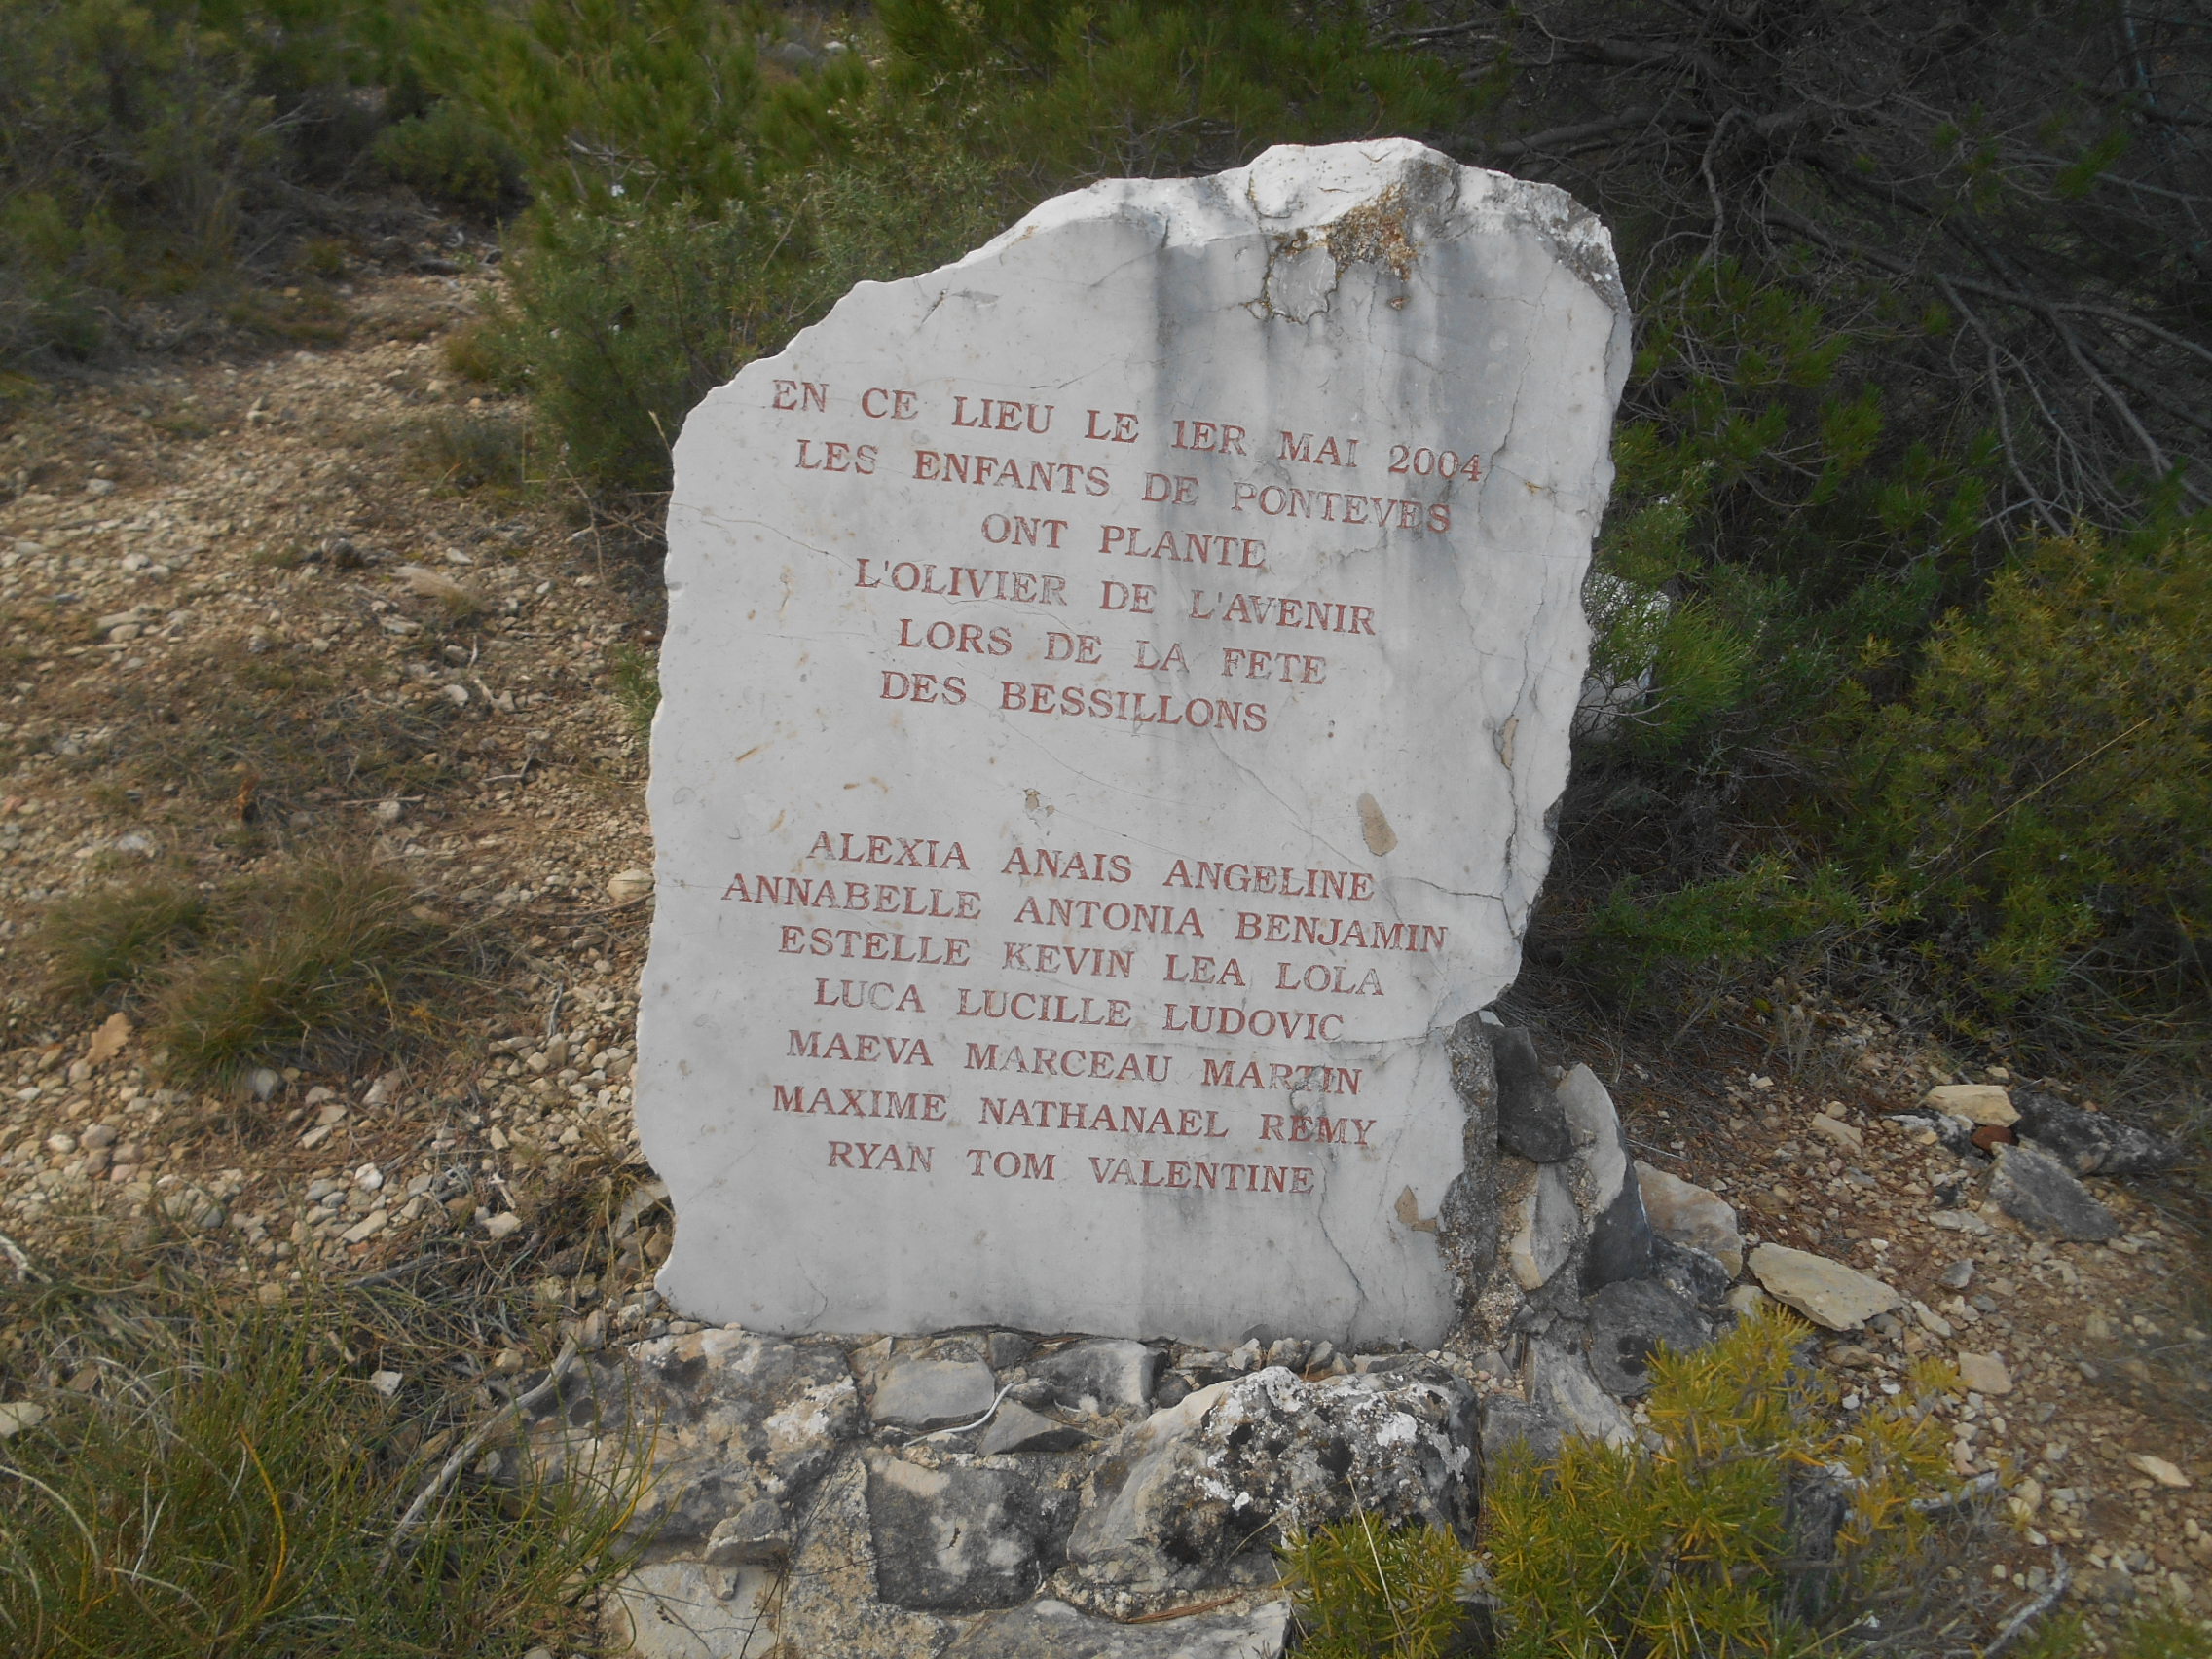 EN CE LIEU LE 1ER MAI 2004
LES ENFANTS DE PONTEVES
ONT PLANTE
L'OLIVIER DE L'AVENIR
LORS DE LA FETE
DES BESSILLONS
ALEXIA ANAIS ANGELINE
ANNABELLE ANTONIA BENJAMIN
ESTELLE KEVIN LEA LOLA
LUCA LUCILLE LUDOVIC
MAEVA MARCEAU MARTIN
MAXIME NATHANAEL REMY
RYAN TOM VALENTINE